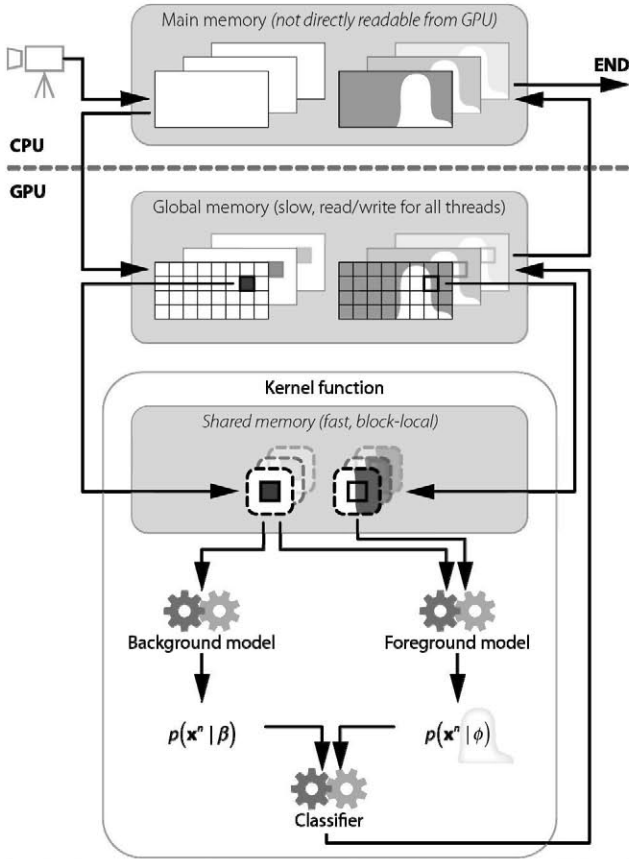 Main memory (not directly readable from GPU)
END
CPU
GPU
Global memory (slow, read/write for all threads)
Kernel function
Shared memory (fast, block-local)
Background model
Foreground model
p(xⁿ | β)
p(xⁿ | ϕ)
Classifier